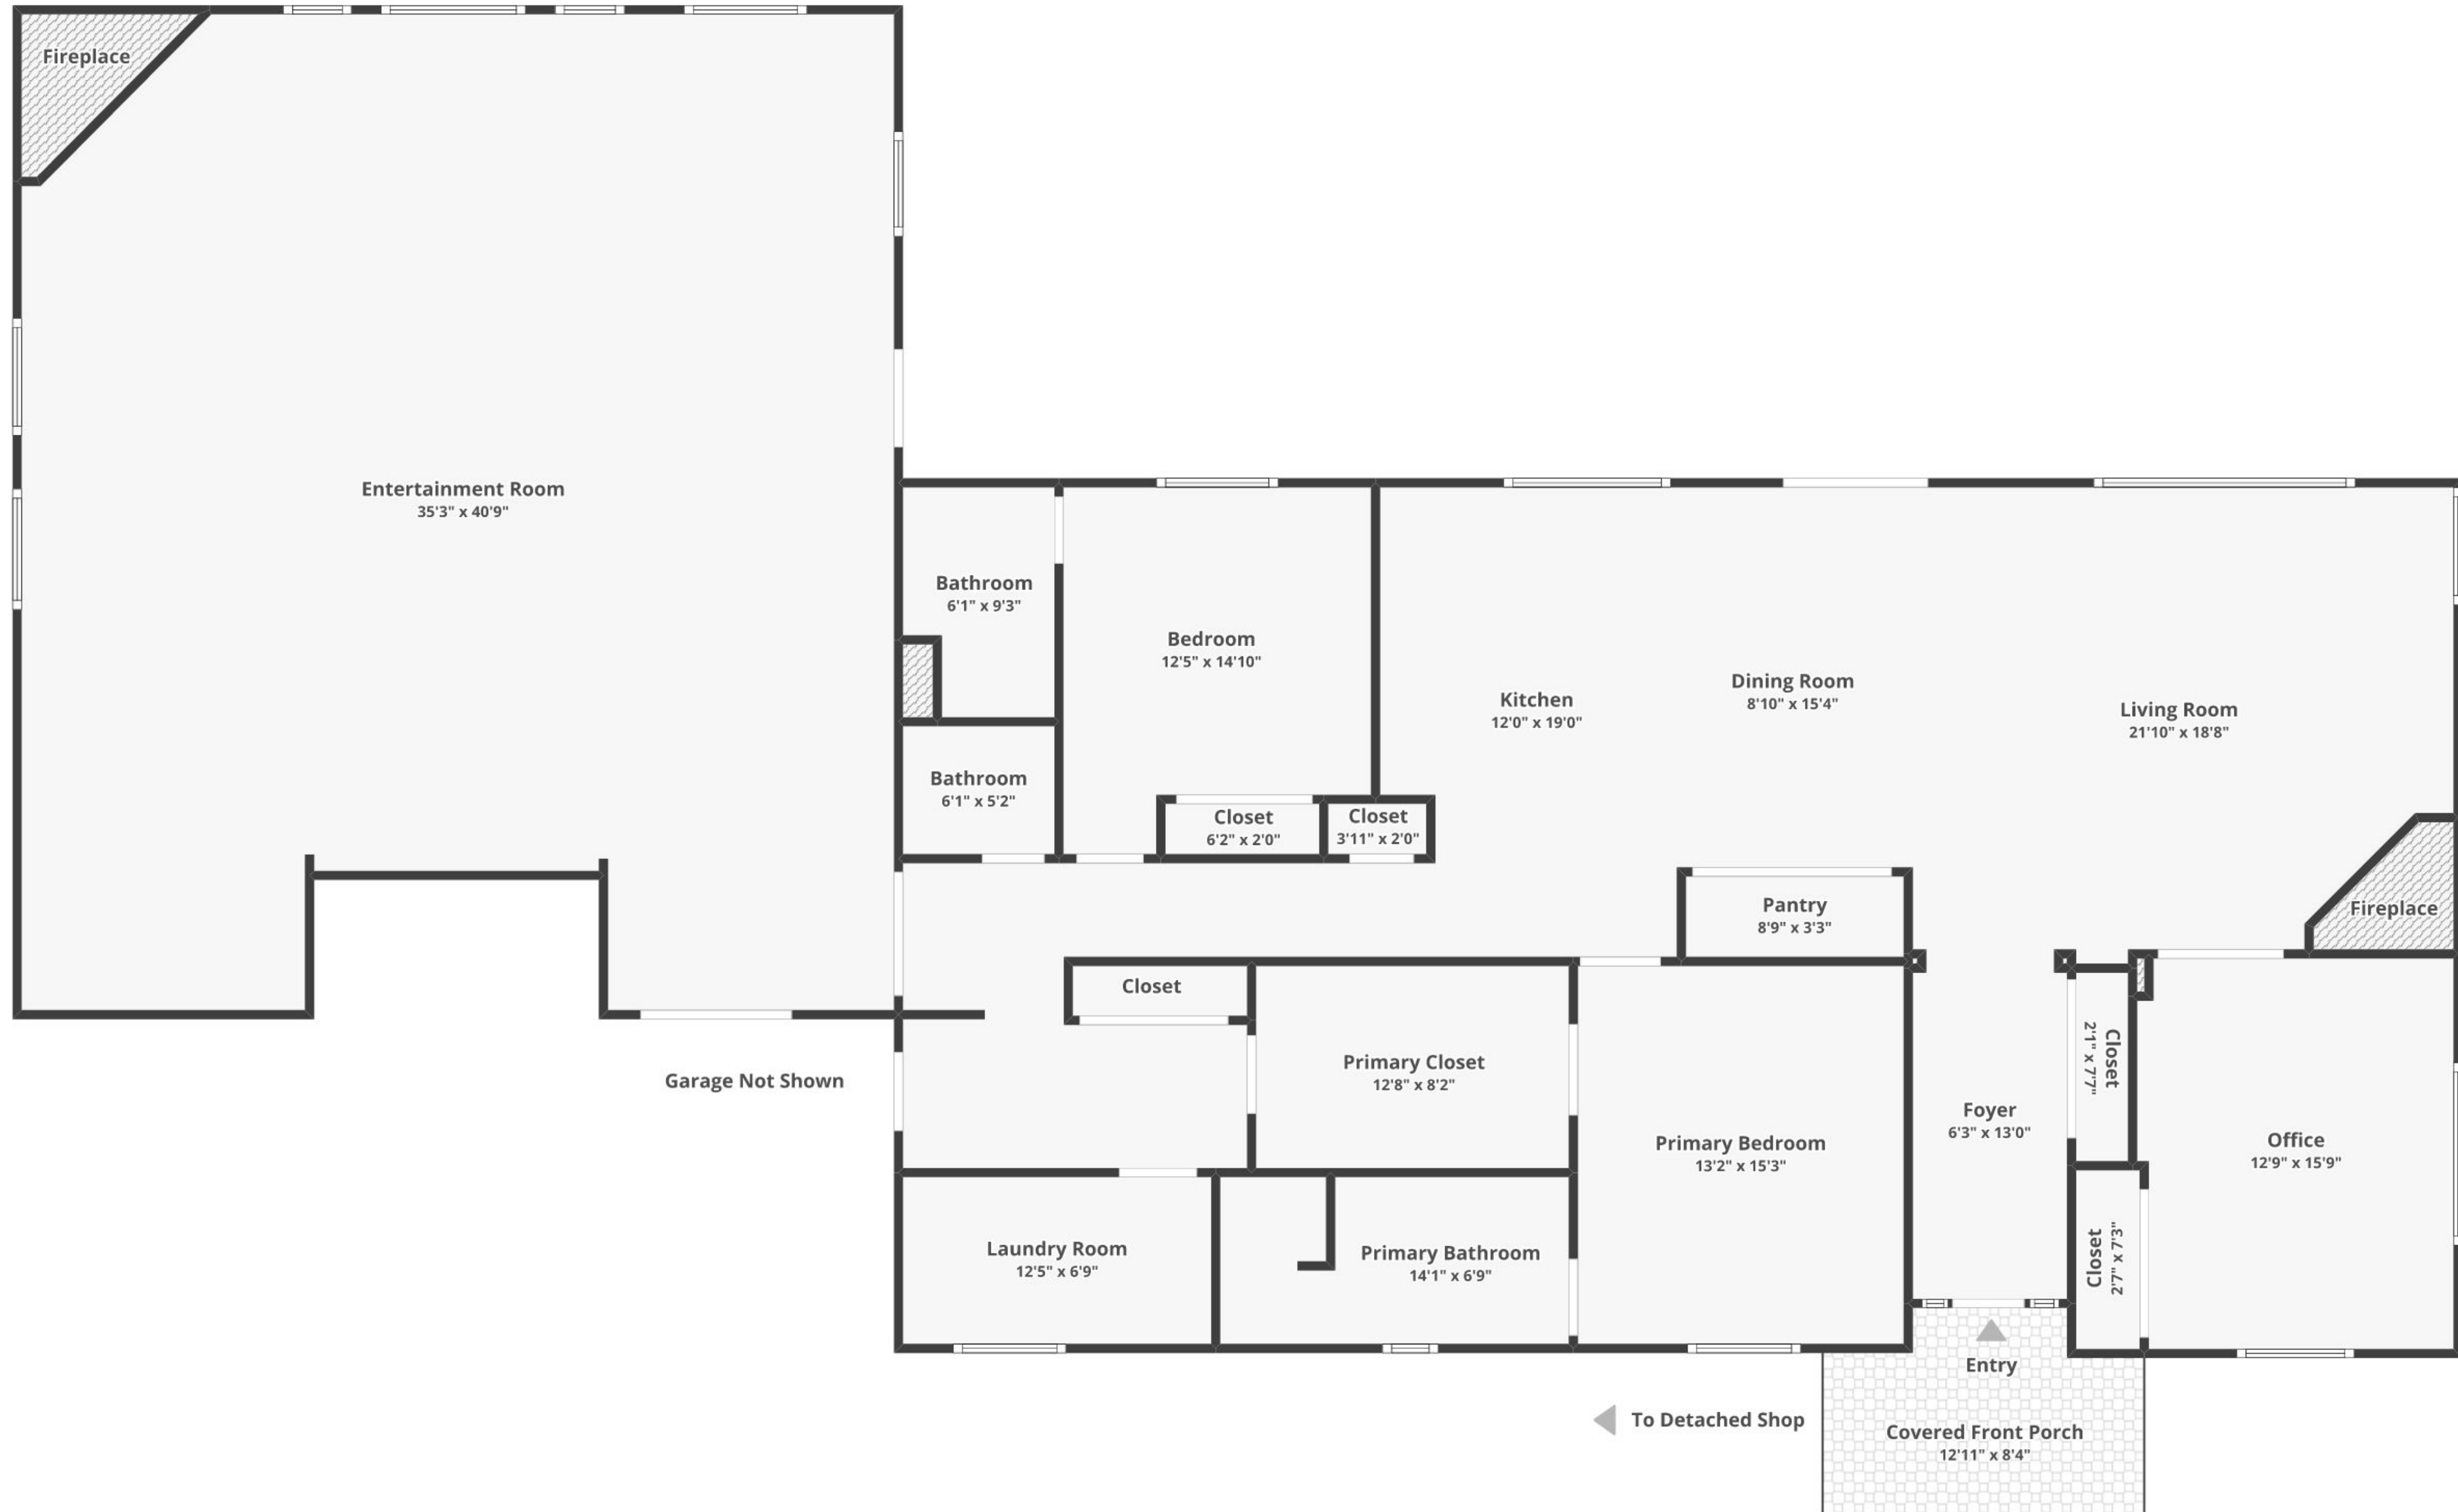 Fireplace
Entertainment Room
35'3" x 40'9"
Bathroom
6'1" x 9'3"
Bedroom
12'5" x 14'10"
Kitchen
12'0" x 19'0"
Dining Room
8'10" x 15'4"
Living Room
21'10" x 18'8"
Bathroom
6'1" x 5'2"
Closet
6'2" x 2'0"
Closet
3'11" x 2'0"
Pantry
8'9" x 3'3"
Fireplace
Closet
Garage Not Shown
Primary Closet
12'8" x 8'2"
Primary Bedroom
13'2" x 15'3"
Foyer
6'3" x 13'0"
Closet
2'1" x 7'7"
Office
12'9" x 15'9"
Laundry Room
12'5" x 6'9"
Primary Bathroom
14'1" x 6'9"
Closet
2'7" x 7'3"
Entry
To Detached Shop
Covered Front Porch
12'11" x 8'4"